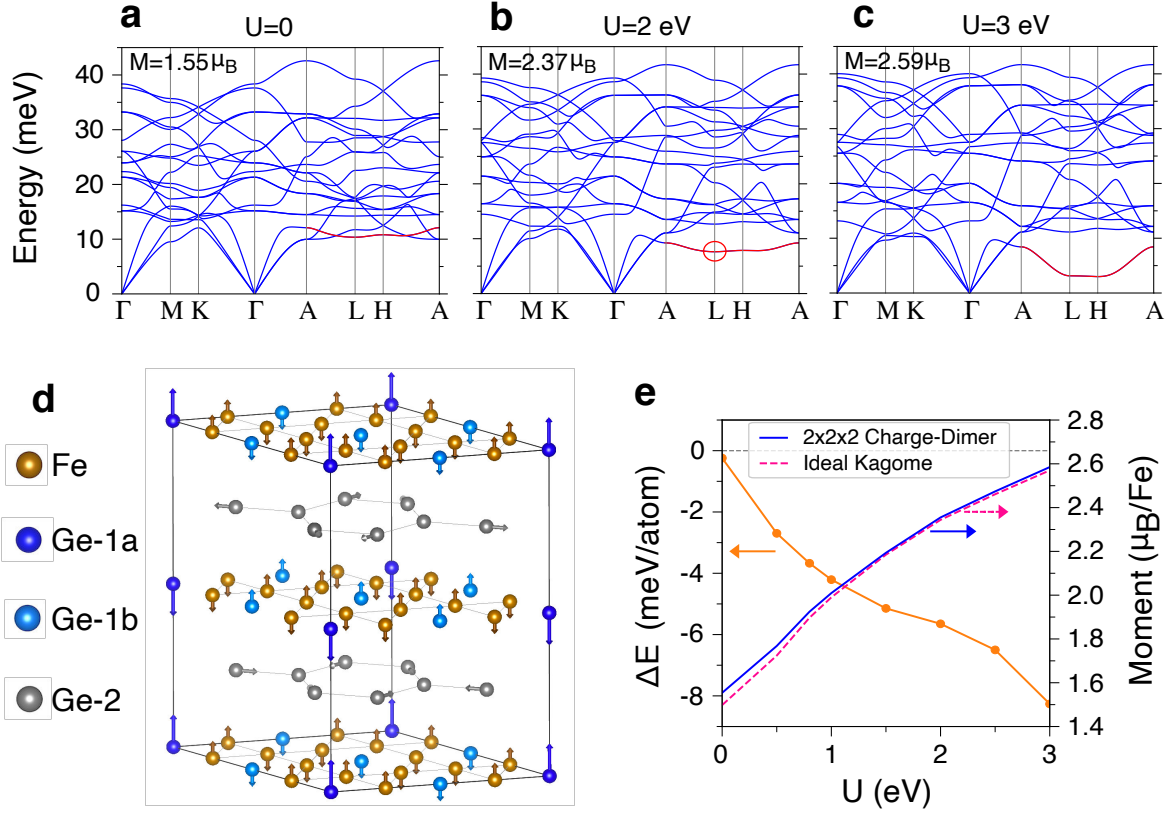 a
U=0
b
U=2 eV
c
U=3 eV
M=1.55μB
M=2.37μB
M=2.59μB
Energy (meV)
40
30
20
10
0
Γ M K Γ A L H A
Γ M K Γ A L H A
Γ M K Γ A L H A
d
Fe
Ge-1a
Ge-1b
Ge-2
e
2x2x2 Charge-Dimer
Ideal Kagome
ΔE (meV/atom)
0
-2
-4
-6
-8
Moment (μB/Fe)
2.8
2.6
2.4
2.2
2.0
1.8
1.6
1.4
0 1 2 3
U (eV)